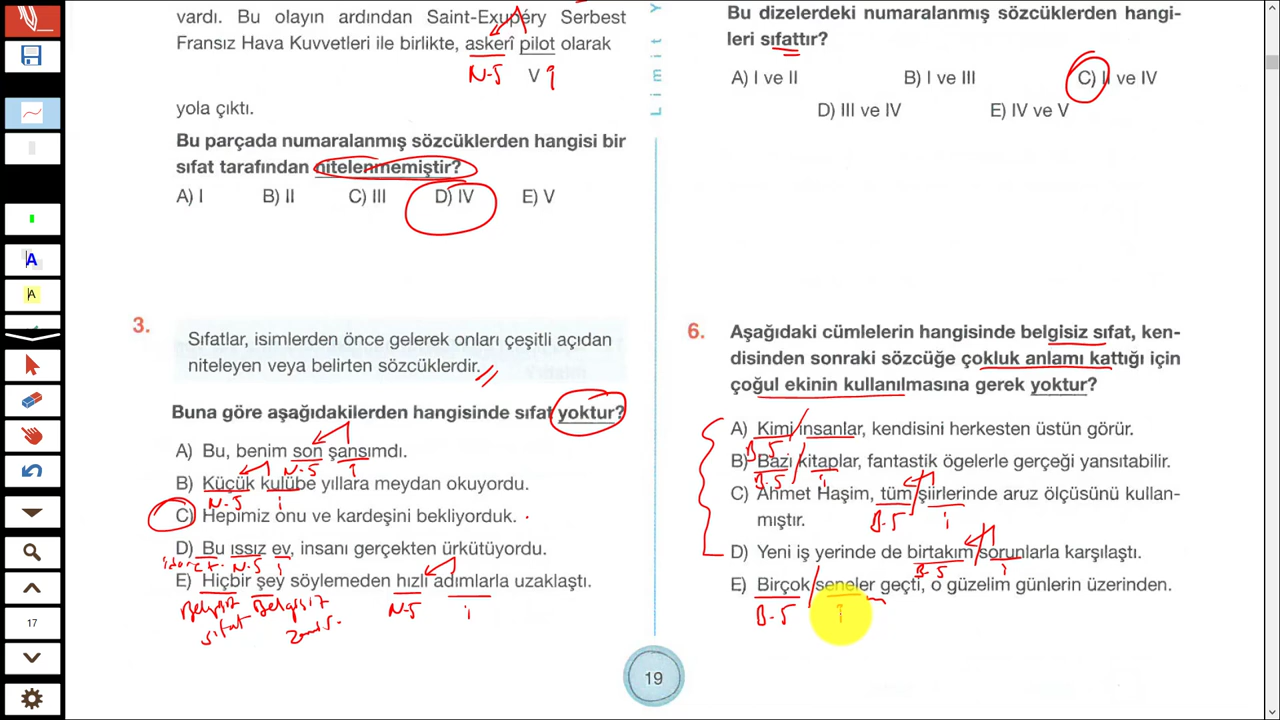 vardı. Bu olayın ardından Saint-Exupéry Serbest
Fransız Hava Kuvvetleri ile birlikte, askerî pilot olarak
N-S
V
yola çıktı.
Bu parçada numaralanmış sözcüklerden hangisi bir
sıfat tarafından nitelenmemiştir?
A) I B) II C) III D) IV E) V
3.
Sıfatlar, isimlerden önce gelerek onları çeşitli açıdan
niteleyen veya belirten sözcüklerdir.
Buna göre aşağıdakilerden hangisinde sıfat yoktur?
A) Bu, benim son şansımdı.
N-S i
B) Küçük kulübe yıllara meydan okuyordu.
N-S i
C) Hepimiz onu ve kardeşini bekliyorduk.
D) Bu ıssız ev, insanı gerçekten ürkütüyordu.
N-S i
E) Hiçbir şey söylemeden hızlı adımlarla uzaklaştı.
Belgisiz Belgisiz N-S i
sıfat
Limit Y
19
Bu dizelerdeki numaralanmış sözcüklerden hangi-
leri sıfattır?
A) I ve II B) I ve III C) II ve IV
D) III ve IV E) IV ve V
6.
Aşağıdaki cümlelerin hangisinde belgisiz sıfat, ken-
disinden sonraki sözcüğe çokluk anlamı kattığı için
çoğul ekinin kullanılmasına gerek yoktur?
A) Kimi insanlar, kendisini herkesten üstün görür.
B-S
B) Bazı kitaplar, fantastik ögelerle gerçeği yansıtabilir.
B-S i
C) Ahmet Haşim, tüm şiirlerinde aruz ölçüsünü kullan-
mıştır.
B-S i
D) Yeni iş yerinde de birtakım sorunlarla karşılaştı.
B-S i
E) Birçok seneler geçti, o güzelim günlerin üzerinden.
B-S i
A
A
17